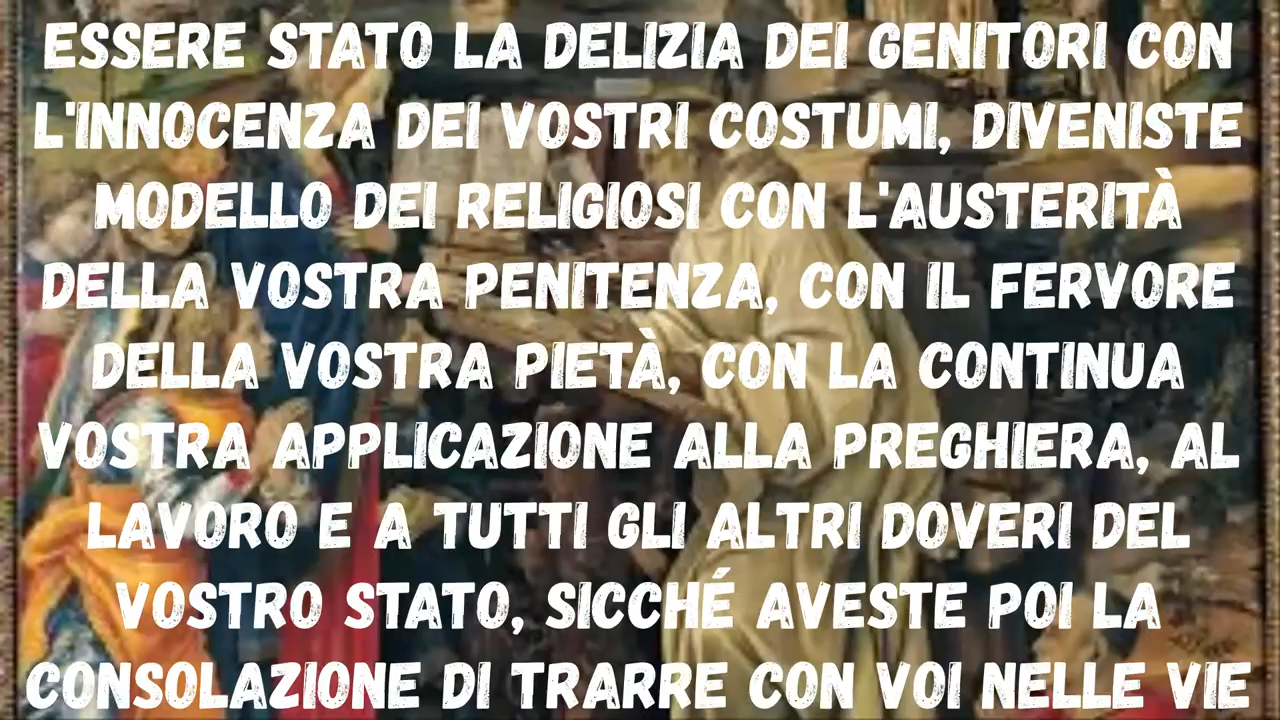 ESSERE STATO LA DELIZIA DEI GENITORI CON
L'INNOCENZA DEI VOSTRI COSTUMI, DIVENISTE
MODELLO DEI RELIGIOSI CON L'AUSTERITÀ
DELLA VOSTRA PENITENZA, CON IL FERVORE
DELLA VOSTRA PIETÀ, CON LA CONTINUA
VOSTRA APPLICAZIONE ALLA PREGHIERA, AL
LAVORO E A TUTTI GLI ALTRI DOVERI DEL
VOSTRO STATO, SICCHÉ AVESTE POI LA
CONSOLAZIONE DI TRARRE CON VOI NELLE VIE